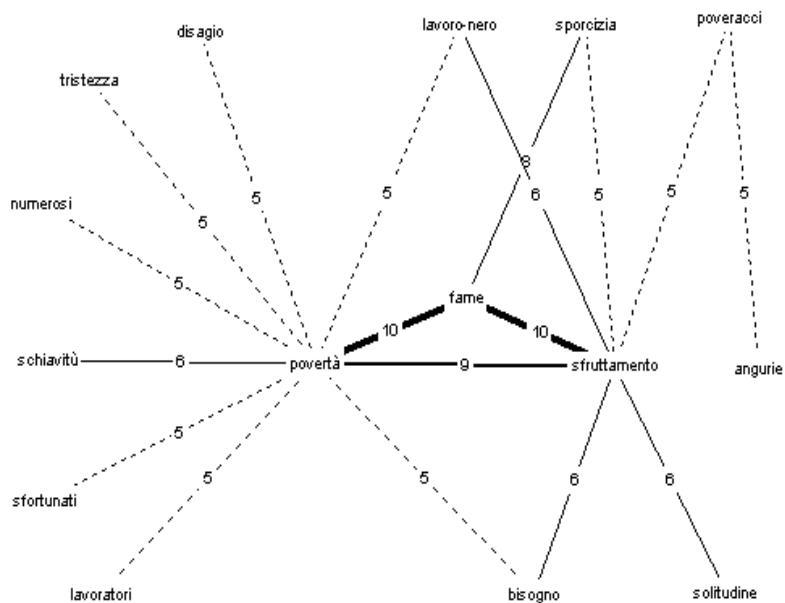 disagio
lavoro-nero
sporcizia
poveracci
tristezza
8
5
5
6
5
5
5
numerosi
5
5
fame
10
10
schiavitù
6
povertà
9
sfruttamento
angurie
5
5
5
6
6
sfortunati
lavoratori
bisogno
solitudine